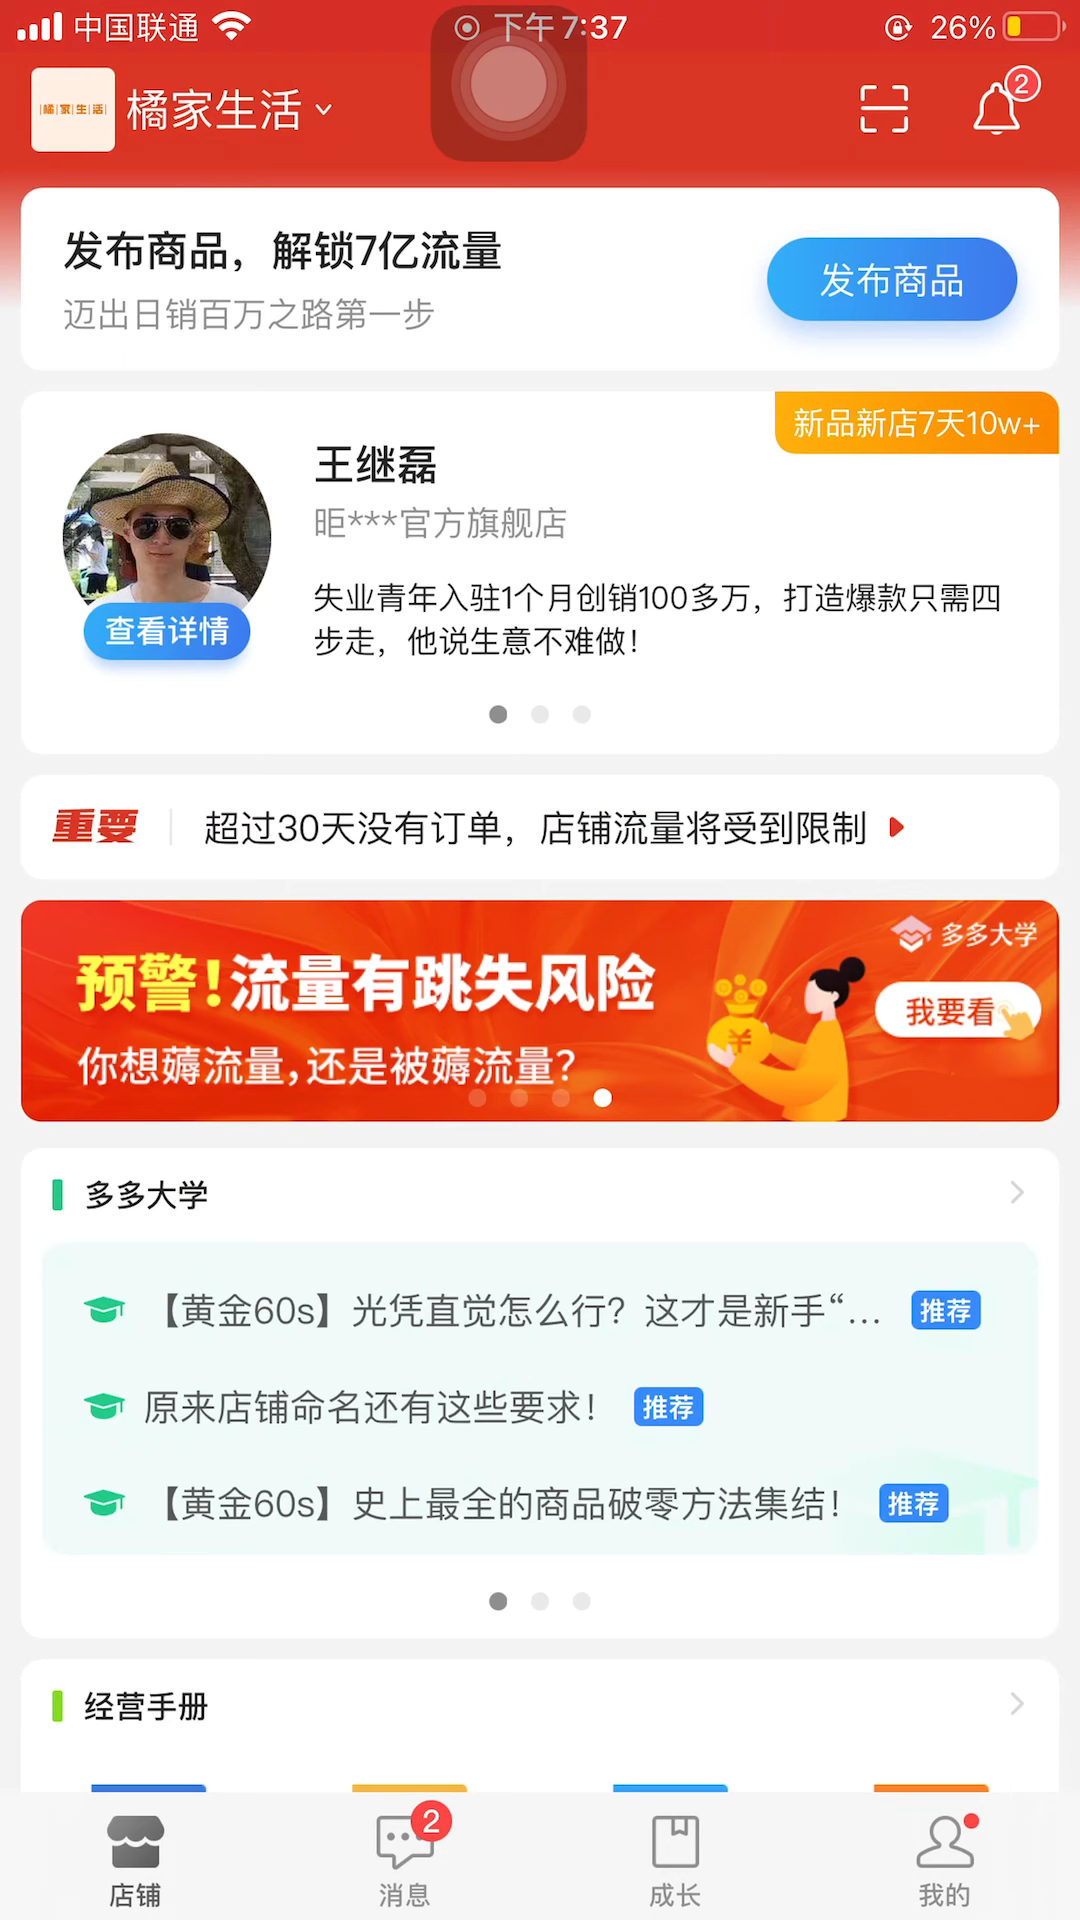 中国联通
下午7:37
26%
橘家生活
橘家生活
2
发布商品，解锁7亿流量
迈出日销百万之路第一步
发布商品
新品新店7天10w+
王继磊
昛***官方旗舰店
失业青年入驻1个月创销100多万，打造爆款只需四
步走，他说生意不难做！
查看详情
重要
超过30天没有订单，店铺流量将受到限制
多多大学
预警！流量有跳失风险
我要看
你想薅流量，还是被薅流量？
多多大学
【黄金60s】光凭直觉怎么行？这才是新手“...
推荐
原来店铺命名还有这些要求！
推荐
【黄金60s】史上最全的商品破零方法集结！
推荐
经营手册
店铺
2
消息
成长
我的